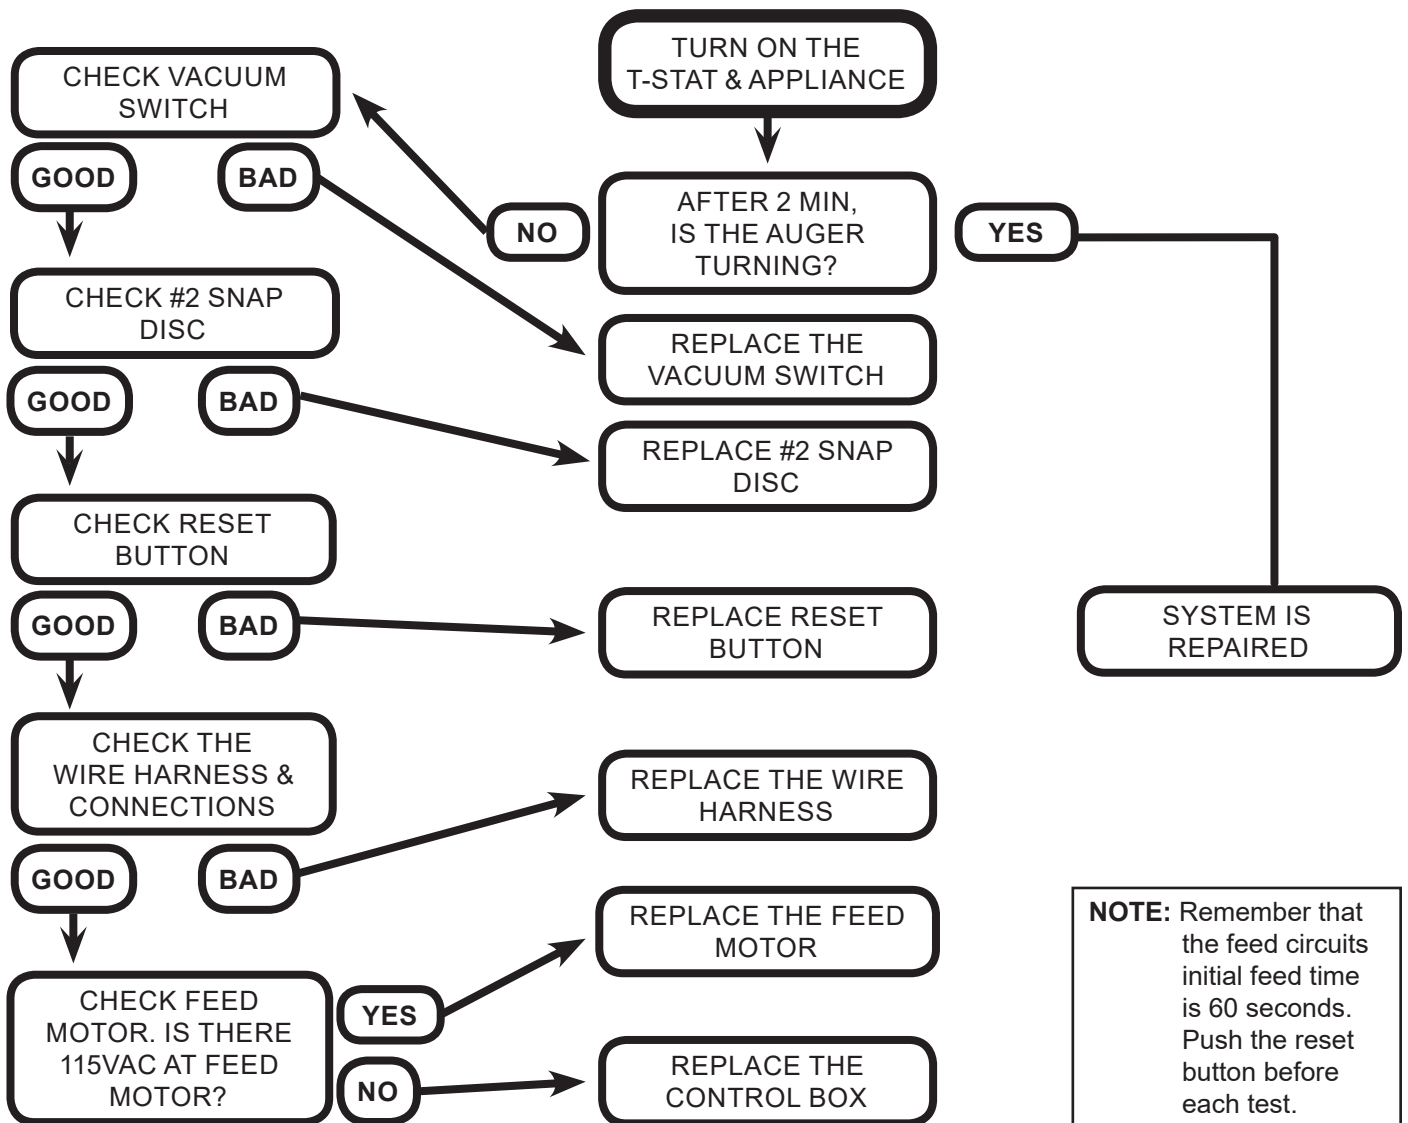 TURN ON THE
T-STAT & APPLIANCE
AFTER 2 MIN,
IS THE AUGER
TURNING?
NO
YES
CHECK VACUUM
SWITCH
GOOD
BAD
REPLACE THE
VACUUM SWITCH
CHECK #2 SNAP
DISC
GOOD
BAD
REPLACE #2 SNAP
DISC
CHECK RESET
BUTTON
GOOD
BAD
REPLACE RESET
BUTTON
SYSTEM IS
REPAIRED
CHECK THE
WIRE HARNESS &
CONNECTIONS
GOOD
BAD
REPLACE THE WIRE
HARNESS
CHECK FEED
MOTOR. IS THERE
115VAC AT FEED
MOTOR?
YES
NO
REPLACE THE FEED
MOTOR
REPLACE THE
CONTROL BOX
NOTE: Remember that
the feed circuits
initial feed time
is 60 seconds.
Push the reset
button before
each test.